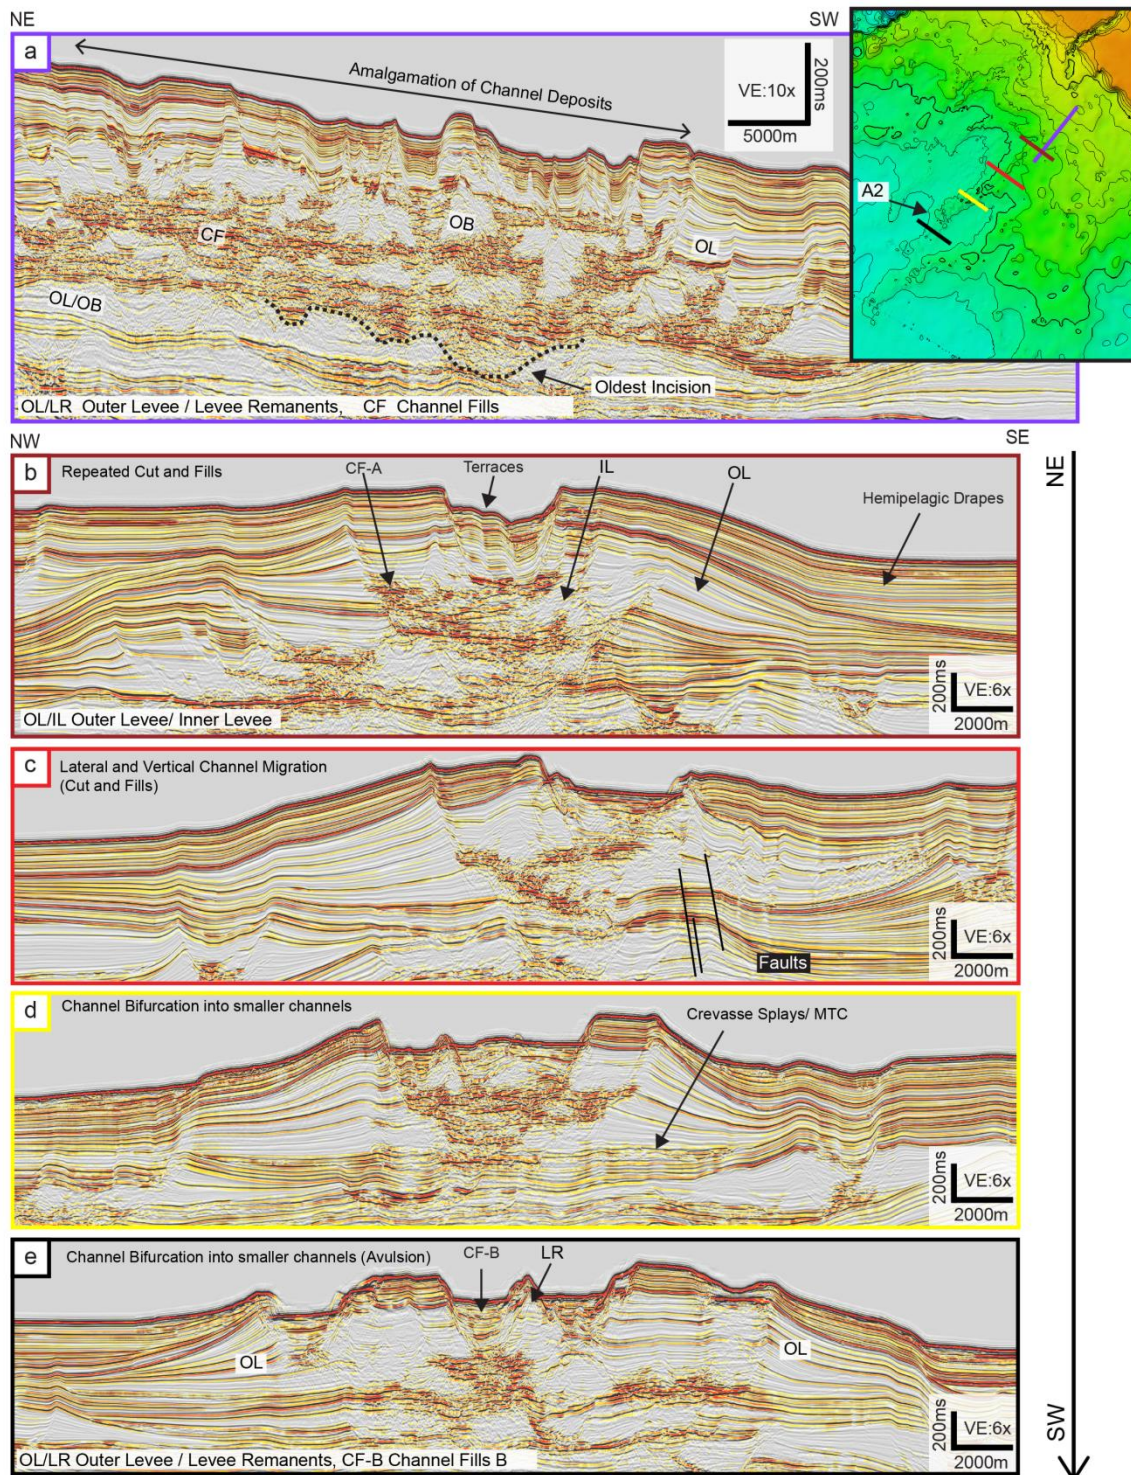 NE
SW
a
Amalgamation of Channel Deposits
VE:10x
200ms
5000m
A2
CF
OB
OL
OL/OB
Oldest Incision
OL/LR Outer Levee / Levee Remanents, CF Channel Fills
NW
SE
b
Repeated Cut and Fills
CF-A
Terraces
IL
OL
Hemipelagic Drapes
NE
200ms
VE:6x
2000m
OL/IL Outer Levee/ Inner Levee
c
Lateral and Vertical Channel Migration
(Cut and Fills)
Faults
200ms
VE:6x
2000m
d
Channel Bifurcation into smaller channels
Crevasse Splays/ MTC
200ms
VE:6x
2000m
e
Channel Bifurcation into smaller channels (Avulsion)
CF-B
LR
OL
OL
200ms
VE:6x
2000m
SW
OL/LR Outer Levee / Levee Remanents, CF-B Channel Fills B